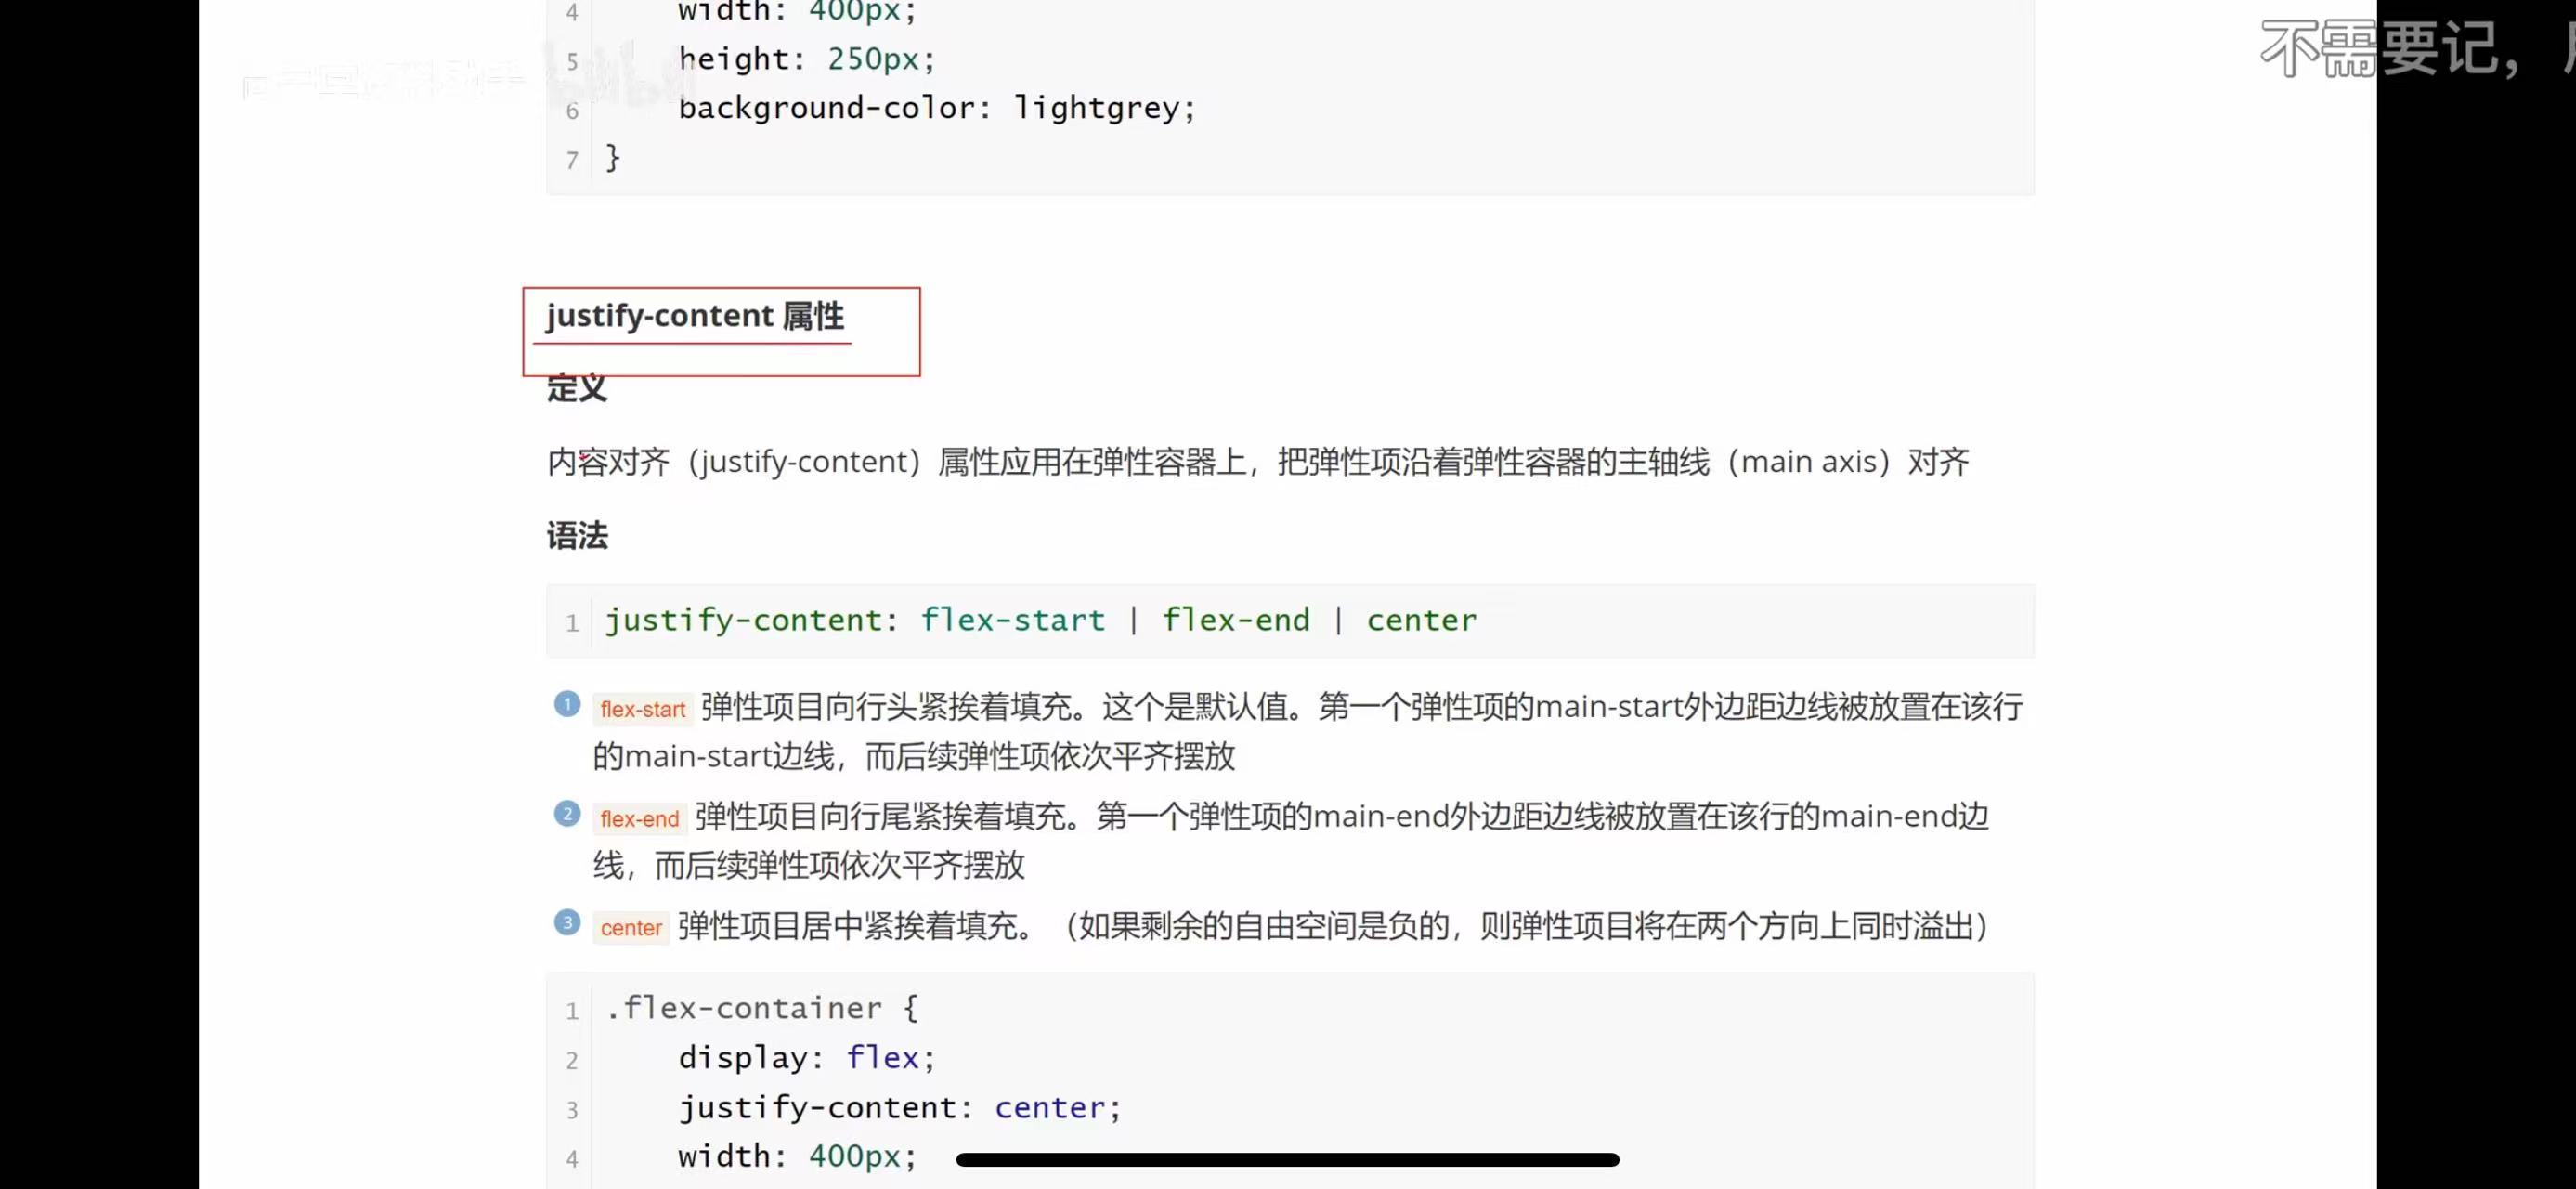 不需要记，
4 width: 400px;
5 height: 250px;
bilibili
6 background-color: lightgrey;
7 }
justify-content 属性
定义
内容对齐（justify-content）属性应用在弹性容器上，把弹性项沿着弹性容器的主轴线（main axis）对齐
语法
1 justify-content: flex-start | flex-end | center
1 flex-start 弹性项目向行头紧挨着填充。这个是默认值。第一个弹性项的main-start外边距边线被放置在该行
的main-start边线，而后续弹性项依次平齐摆放
2 flex-end 弹性项目向行尾紧挨着填充。第一个弹性项的main-end外边距边线被放置在该行的main-end边
线，而后续弹性项依次平齐摆放
3 center 弹性项目居中紧挨着填充。（如果剩余的自由空间是负的，则弹性项目将在两个方向上同时溢出）
1 .flex-container {
2 display: flex;
3 justify-content: center;
4 width: 400px;